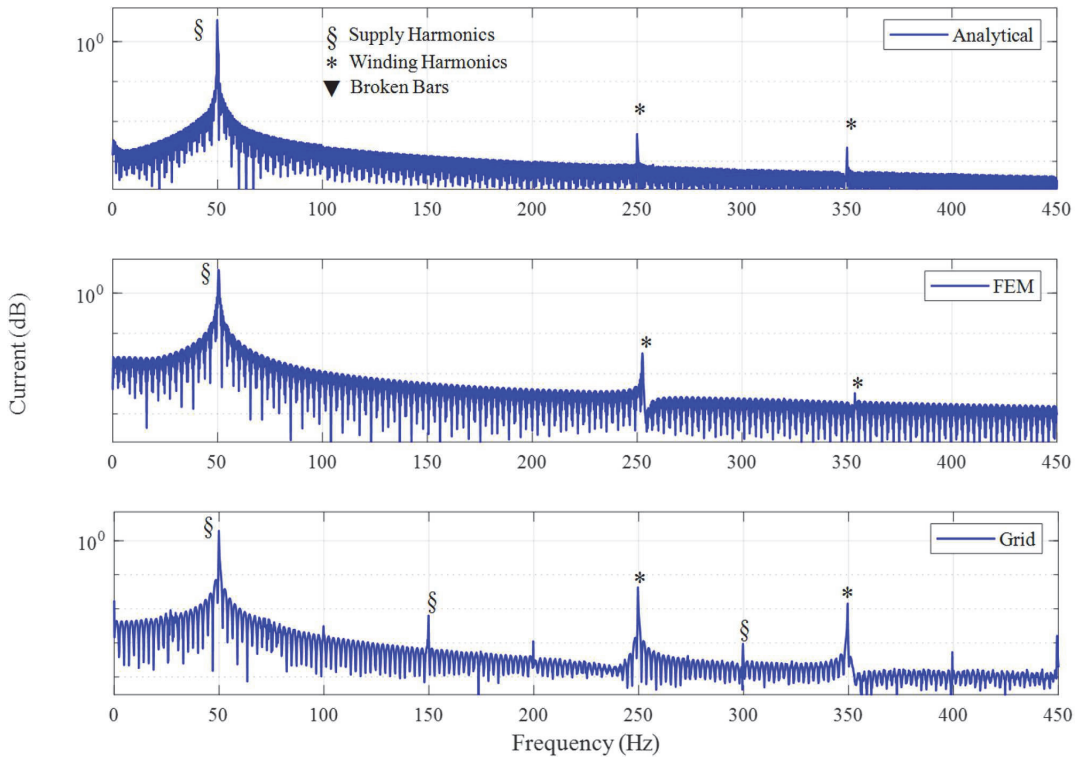 §
§ Supply Harmonics
* Winding Harmonics
▼ Broken Bars
Analytical
10⁰
*
*
0 50 100 150 200 250 300 350 400 450
§
FEM
10⁰
*
*
0 50 100 150 200 250 300 350 400 450
Current (dB)
§
Grid
10⁰
§
*
§
*
0 50 100 150 200 250 300 350 400 450
Frequency (Hz)